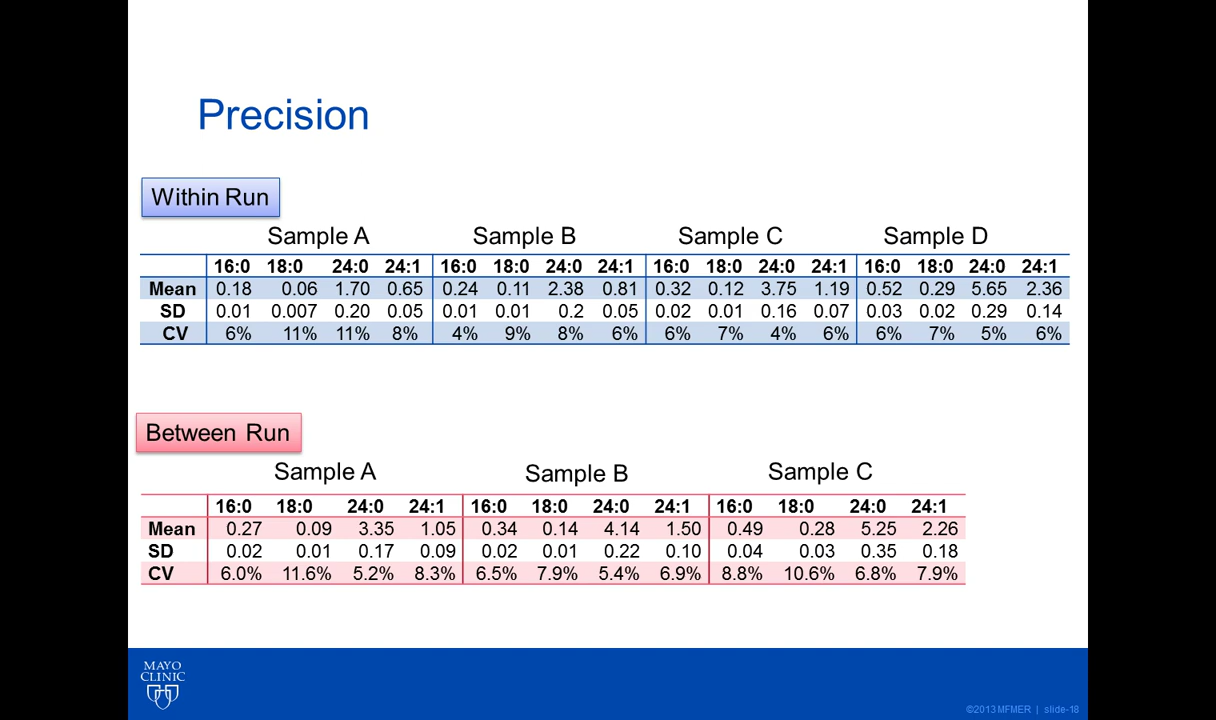 Precision
Within Run
Sample A Sample B Sample C Sample D
16:0 18:0 24:0 24:1 16:0 18:0 24:0 24:1 16:0 18:0 24:0 24:1 16:0 18:0 24:0 24:1
Mean 0.18 0.06 1.70 0.65 0.24 0.11 2.38 0.81 0.32 0.12 3.75 1.19 0.52 0.29 5.65 2.36
SD 0.01 0.007 0.20 0.05 0.01 0.01 0.2 0.05 0.02 0.01 0.16 0.07 0.03 0.02 0.29 0.14
CV 6% 11% 11% 8% 4% 9% 8% 6% 6% 7% 4% 6% 6% 7% 5% 6%
Between Run
Sample A Sample B Sample C
16:0 18:0 24:0 24:1 16:0 18:0 24:0 24:1 16:0 18:0 24:0 24:1
Mean 0.27 0.09 3.35 1.05 0.34 0.14 4.14 1.50 0.49 0.28 5.25 2.26
SD 0.02 0.01 0.17 0.09 0.02 0.01 0.22 0.10 0.04 0.03 0.35 0.18
CV 6.0% 11.6% 5.2% 8.3% 6.5% 7.9% 5.4% 6.9% 8.8% 10.6% 6.8% 7.9%
MAYO
CLINIC
©2013 MFMER | slide-18